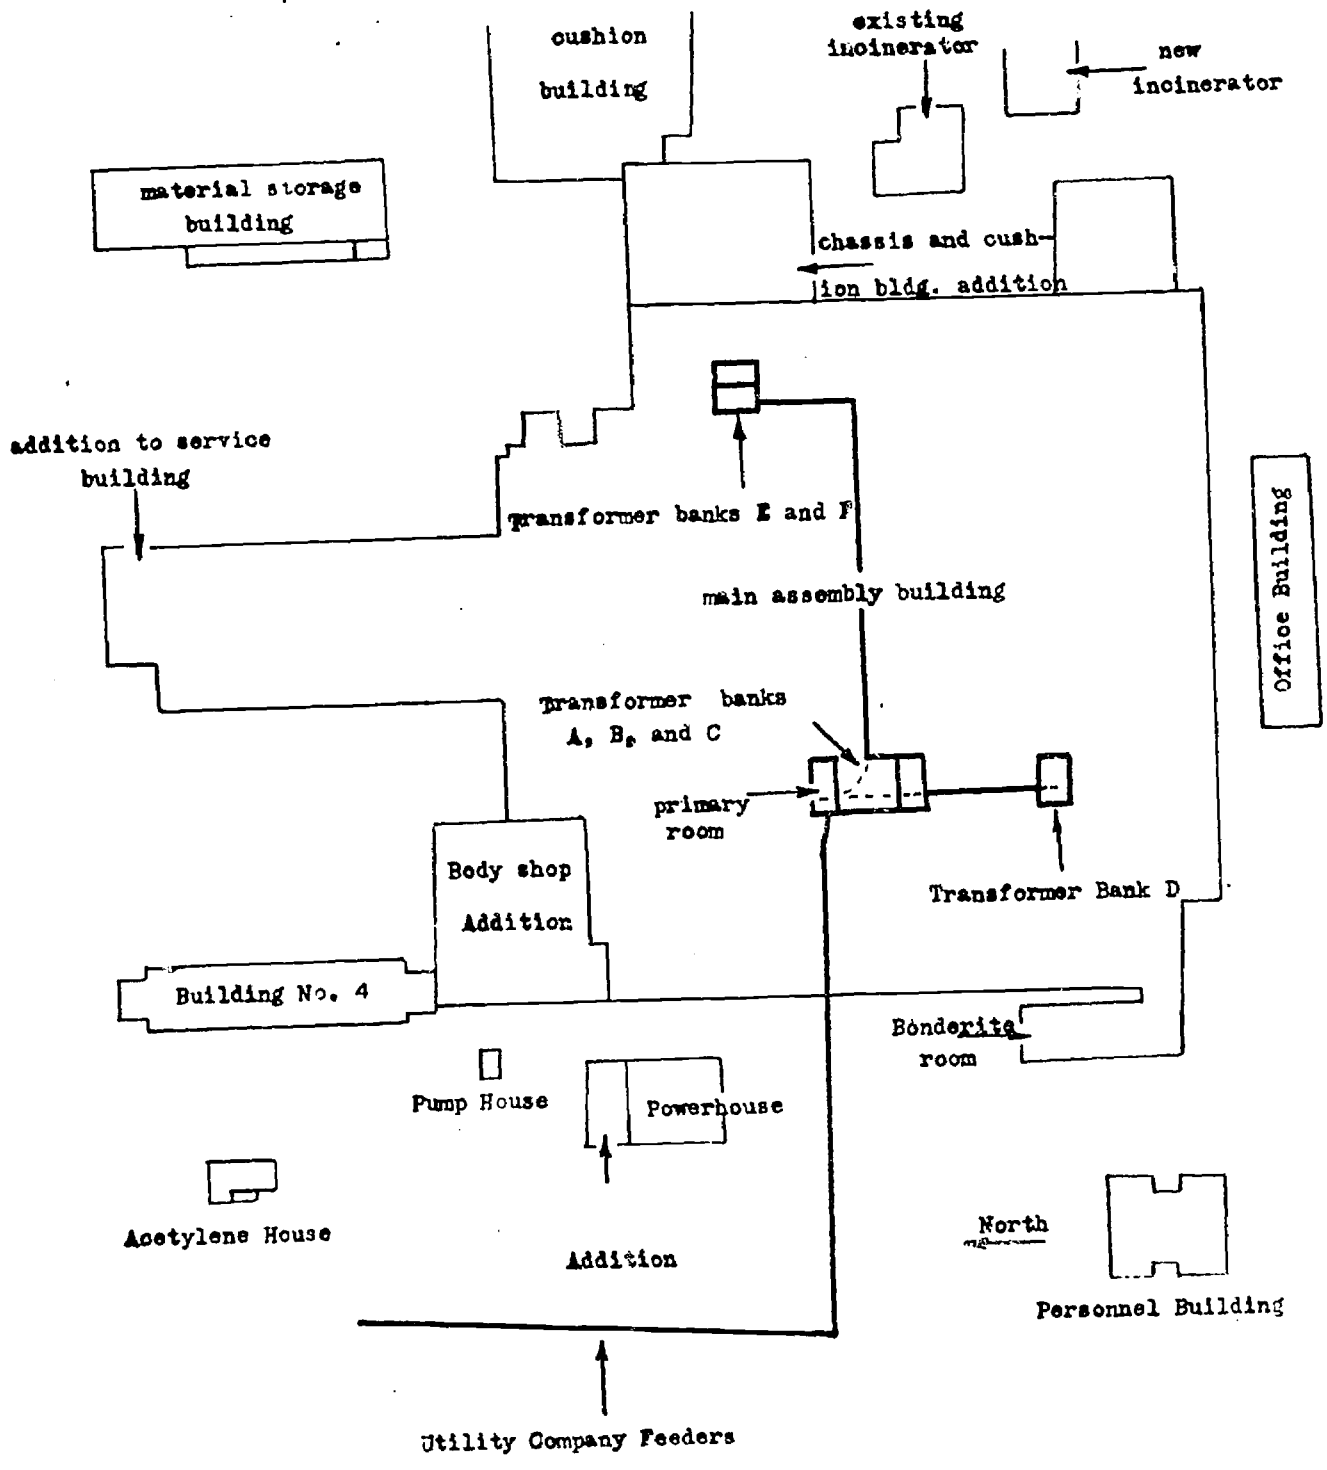 cushion
building
existing
incinerator
new
incinerator
material storage
building
chassis and cush-
ion bldg. addition
addition to service
building
Transformer banks E and F
Office Building
main assembly building
Transformer banks
A, B, and C
primary
room
Transformer Bank D
Body shop
Addition
Building No. 4
Bonderite
room
Pump House
Powerhouse
Acetylene House
Addition
North
Personnel Building
Utility Company Feeders